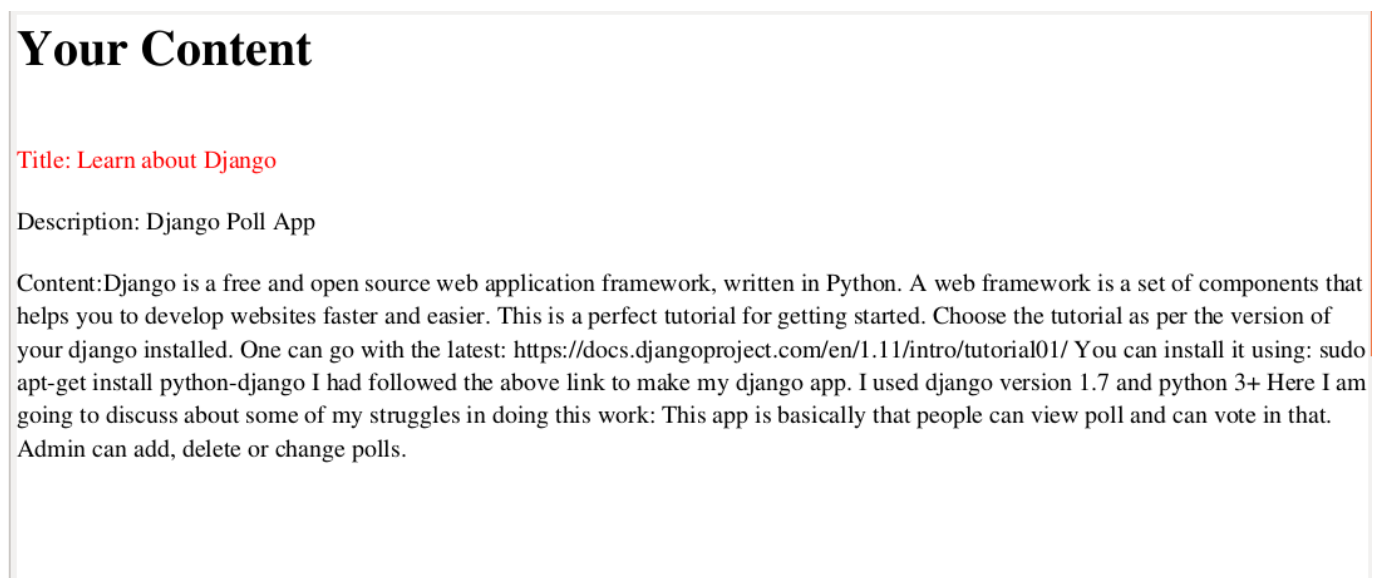 Your Content
Title: Learn about Django
Description: Django Poll App
Content:Django is a free and open source web application framework, written in Python. A web framework is a set of components that
helps you to develop websites faster and easier. This is a perfect tutorial for getting started. Choose the tutorial as per the version of
your django installed. One can go with the latest: https://docs.djangoproject.com/en/1.11/intro/tutorial01/ You can install it using: sudo
apt-get install python-django I had followed the above link to make my django app. I used django version 1.7 and python 3+ Here I am
going to discuss about some of my struggles in doing this work: This app is basically that people can view poll and can vote in that.
Admin can add, delete or change polls.